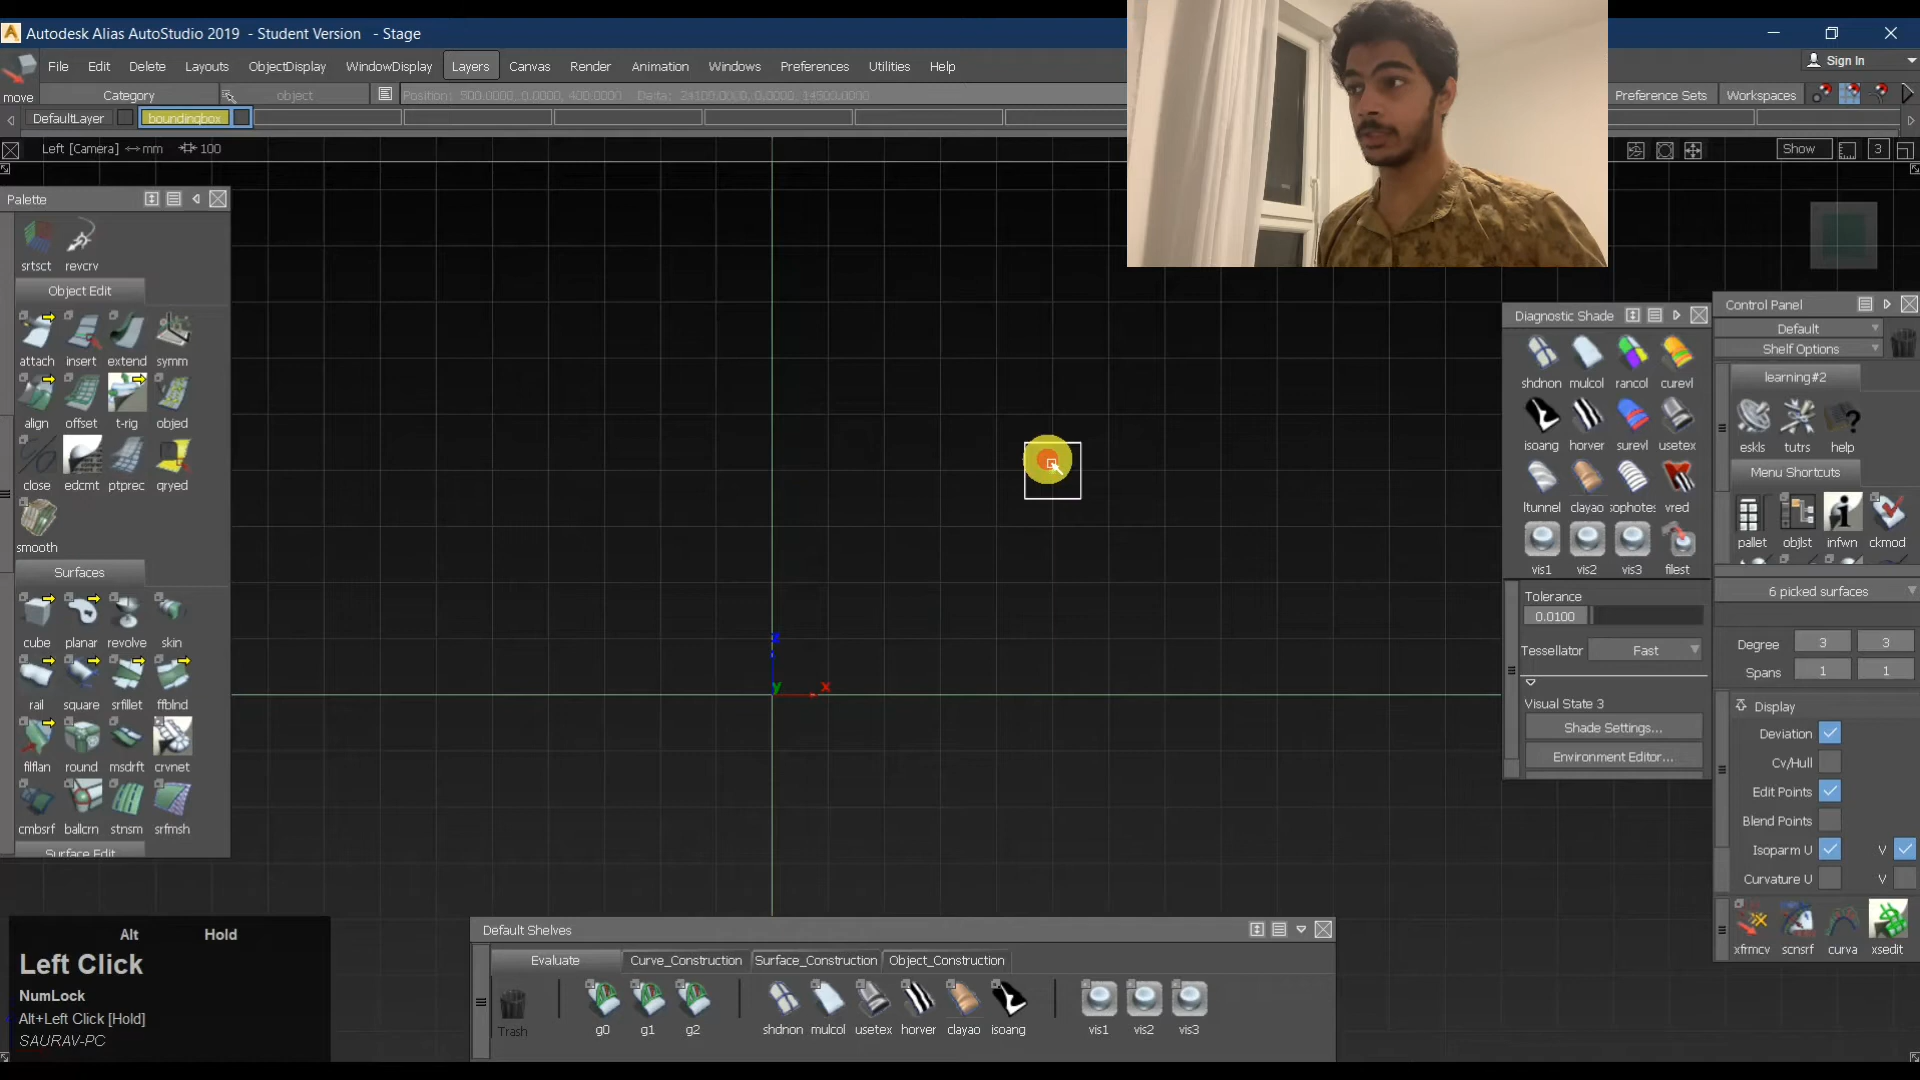 Autodesk Alias AutoStudio 2019 - Student Version - Stage
File Edit Delete Layouts ObjectDisplay WindowDisplay Layers Canvas Render Animation Windows Preferences Utilities Help
Sign In
move
Category
object
Position: 500.0000, 0.0000, 400.0000
Preference Sets Workspaces
DefaultLayer boundingbox
Left [Camera] mm 100
Show 3
Palette
srtsct revcrv
Object Edit
attach insert extend symm
align offset t-rig objed
close edcmt ptprec qryed
smooth
Surfaces
cube planar revolve skin
rail square srfillet ffblnd
filflan round msdrft crvnet
cmbsrf ballcrn stnsm srfmsh
Surface Edit
z
y x
Diagnostic Shade
shdnon mulcol rancol curevl
isoang horver surevl usetex
ltunnel clayao sophotes vred
vis1 vis2 vis3 filest
Tolerance
0.0100
Tessellator Fast
Visual State 3
Shade Settings...
Environment Editor...
Control Panel
Default
Shelf Options
learning#2
eskls tutrs help
Menu Shortcuts
pallet objlst infwn ckmod
6 picked surfaces
Degree 3 3
Spans 1 1
Display
Deviation
Cv/Hull
Edit Points
Blend Points
Isoparm U V
Curvature U V
xfrmcv scnsrf curva xsedit
Default Shelves
Evaluate Curve_Construction Surface_Construction Object_Construction
Trash g0 g1 g2 shdnon mulcol usetex horver clayao isoang vis1 vis2 vis3
Alt Hold
Left Click
NumLock
Alt+Left Click [Hold]
SAURAV-PC